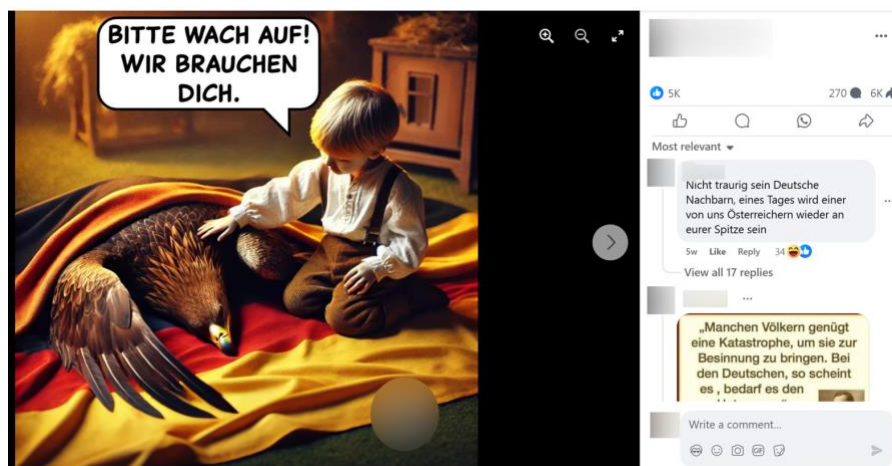 BITTE WACH AUF!
WIR BRAUCHEN
DICH.
5K
270
6K
Most relevant
Nicht traurig sein Deutsche
Nachbarn, eines Tages wird einer
von uns Österreichern wieder an
eurer Spitze sein
5w Like Reply 34
View all 17 replies
„Manchen Völkern genügt
eine Katastrophe, um sie zur
Besinnung zu bringen. Bei
den Deutschen, so scheint
es , bedarf es den
Write a comment...
GIF